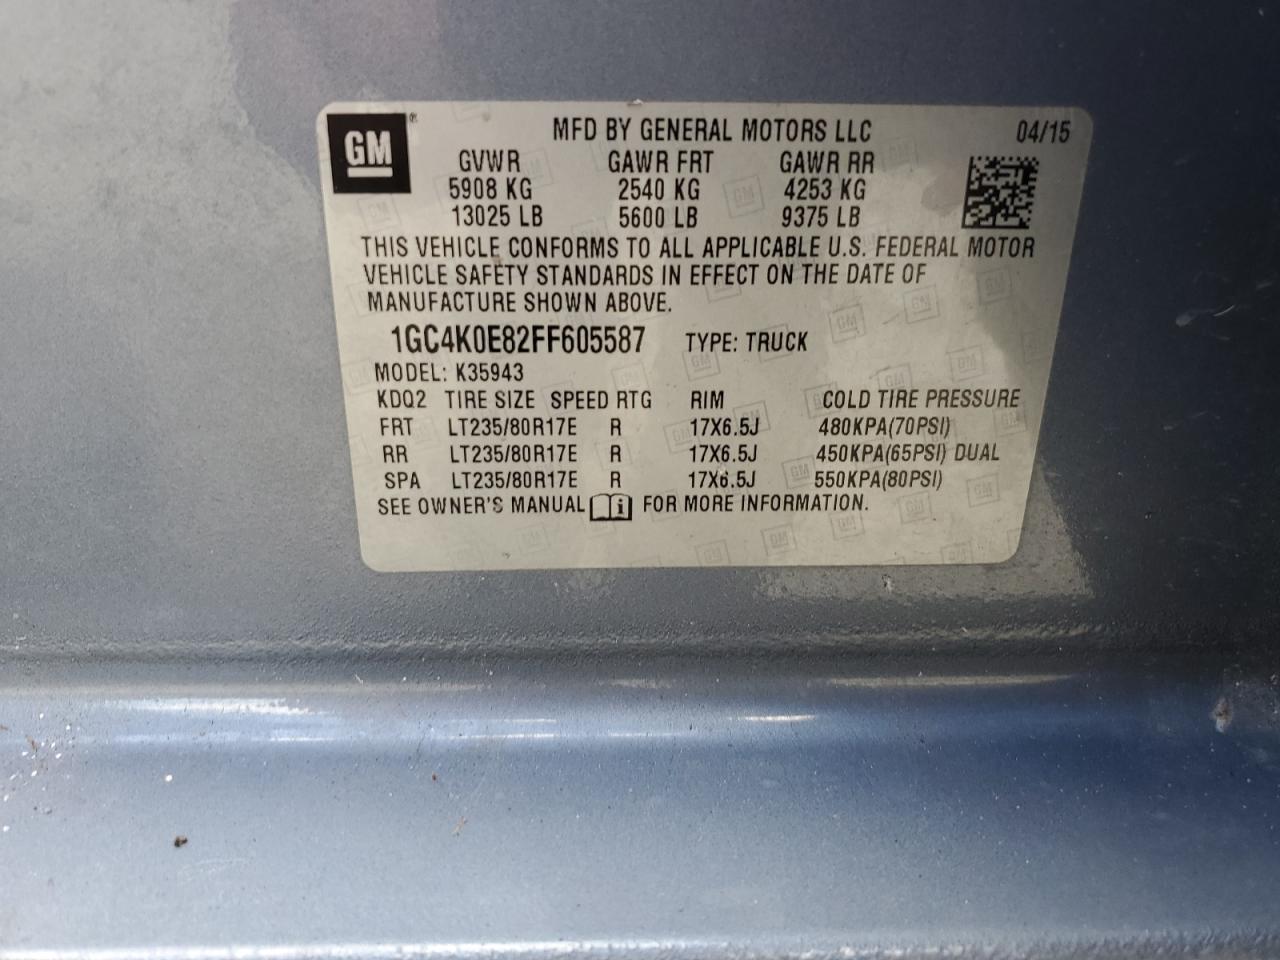 GM®
MFD BY GENERAL MOTORS LLC 04/15
GVWR GAWR FRT GAWR RR
5908 KG 2540 KG 4253 KG
13025 LB 5600 LB 9375 LB
THIS VEHICLE CONFORMS TO ALL APPLICABLE U.S. FEDERAL MOTOR
VEHICLE SAFETY STANDARDS IN EFFECT ON THE DATE OF
MANUFACTURE SHOWN ABOVE.
1GC4K0E82FF605587 TYPE: TRUCK
MODEL: K35943
KDQ2 TIRE SIZE SPEED RTG RIM COLD TIRE PRESSURE
FRT LT235/80R17E R 17X6.5J 480KPA(70PSI)
RR LT235/80R17E R 17X6.5J 450KPA(65PSI) DUAL
SPA LT235/80R17E R 17X6.5J 550KPA(80PSI)
SEE OWNER'S MANUAL i FOR MORE INFORMATION.